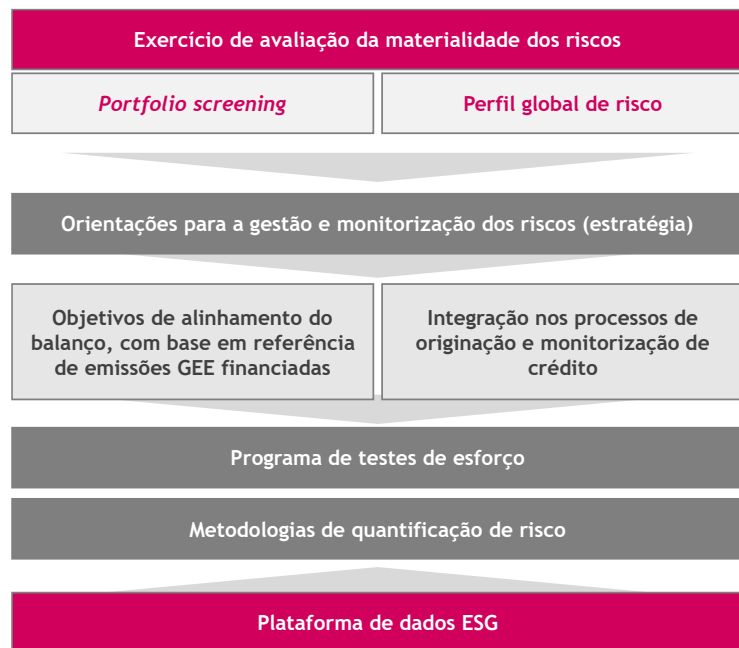 Exercício de avaliação da materialidade dos riscos
Portfolio screening
Perfil global de risco
Orientações para a gestão e monitorização dos riscos (estratégia)
Objetivos de alinhamento do
balanço, com base em referência
de emissões GEE financiadas
Integração nos processos de
originação e monitorização de
crédito
Programa de testes de esforço
Metodologias de quantificação de risco
Plataforma de dados ESG